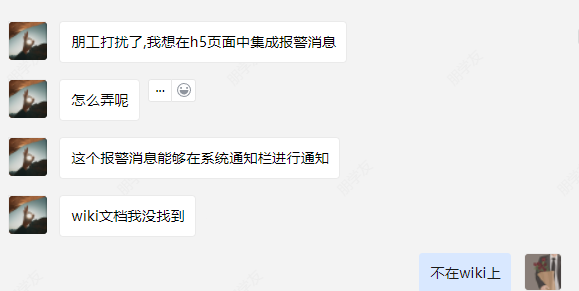 朋工打扰了,我想在h5页面中集成报警消息
怎么弄呢
这个报警消息能够在系统通知栏进行通知
wiki文档我没找到
不在wiki上